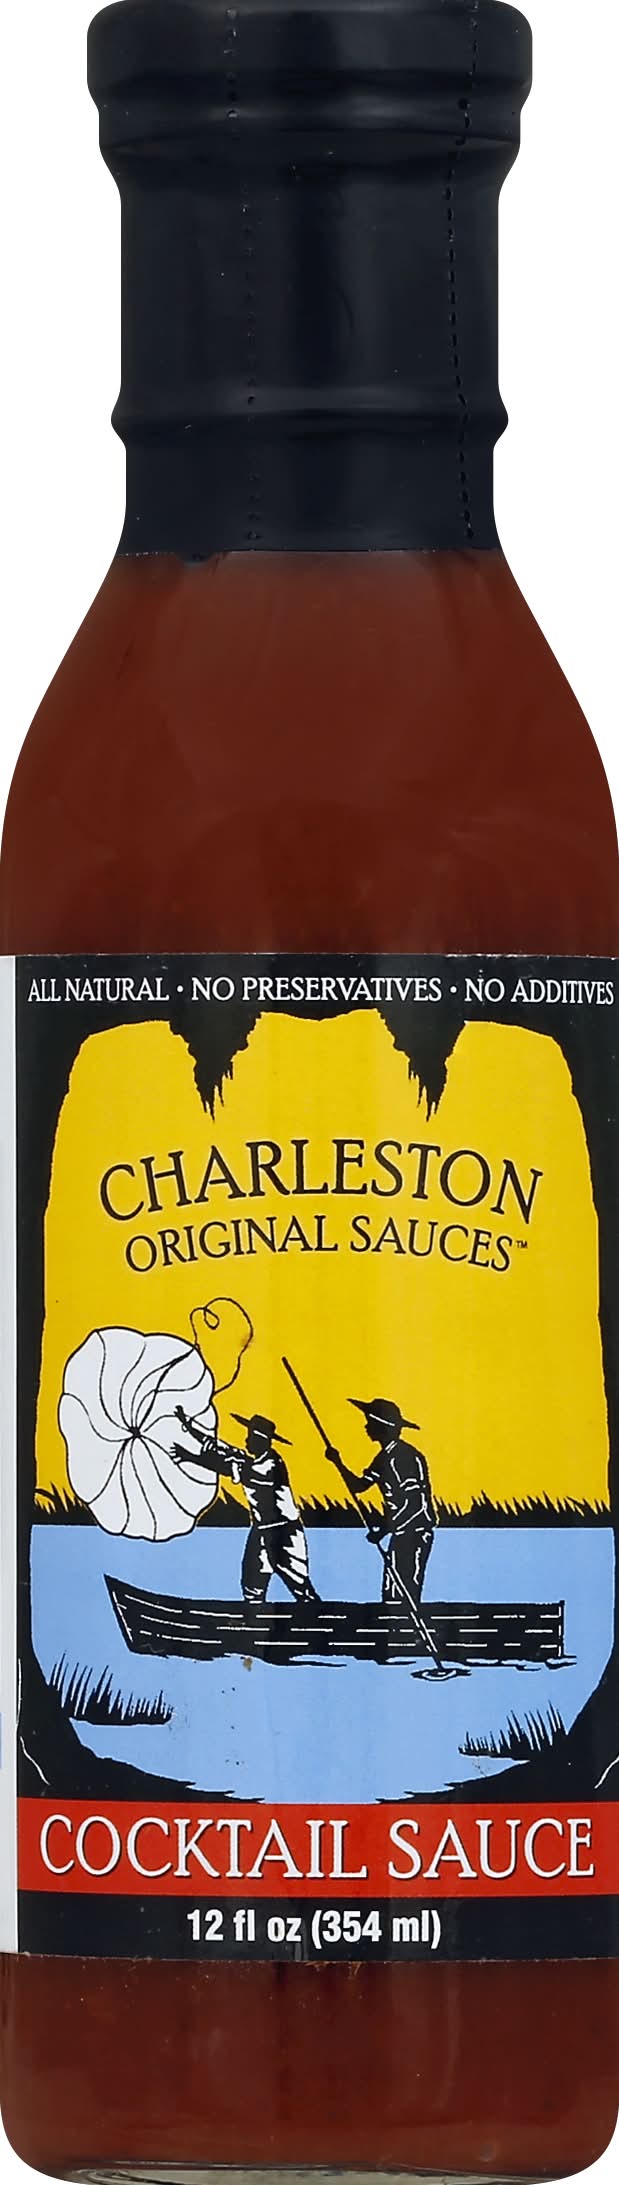 ALL NATURAL • NO PRESERVATIVES • NO ADDITIVES
CHARLESTON
ORIGINAL SAUCES™
COCKTAIL SAUCE
12 fl oz (354 ml)